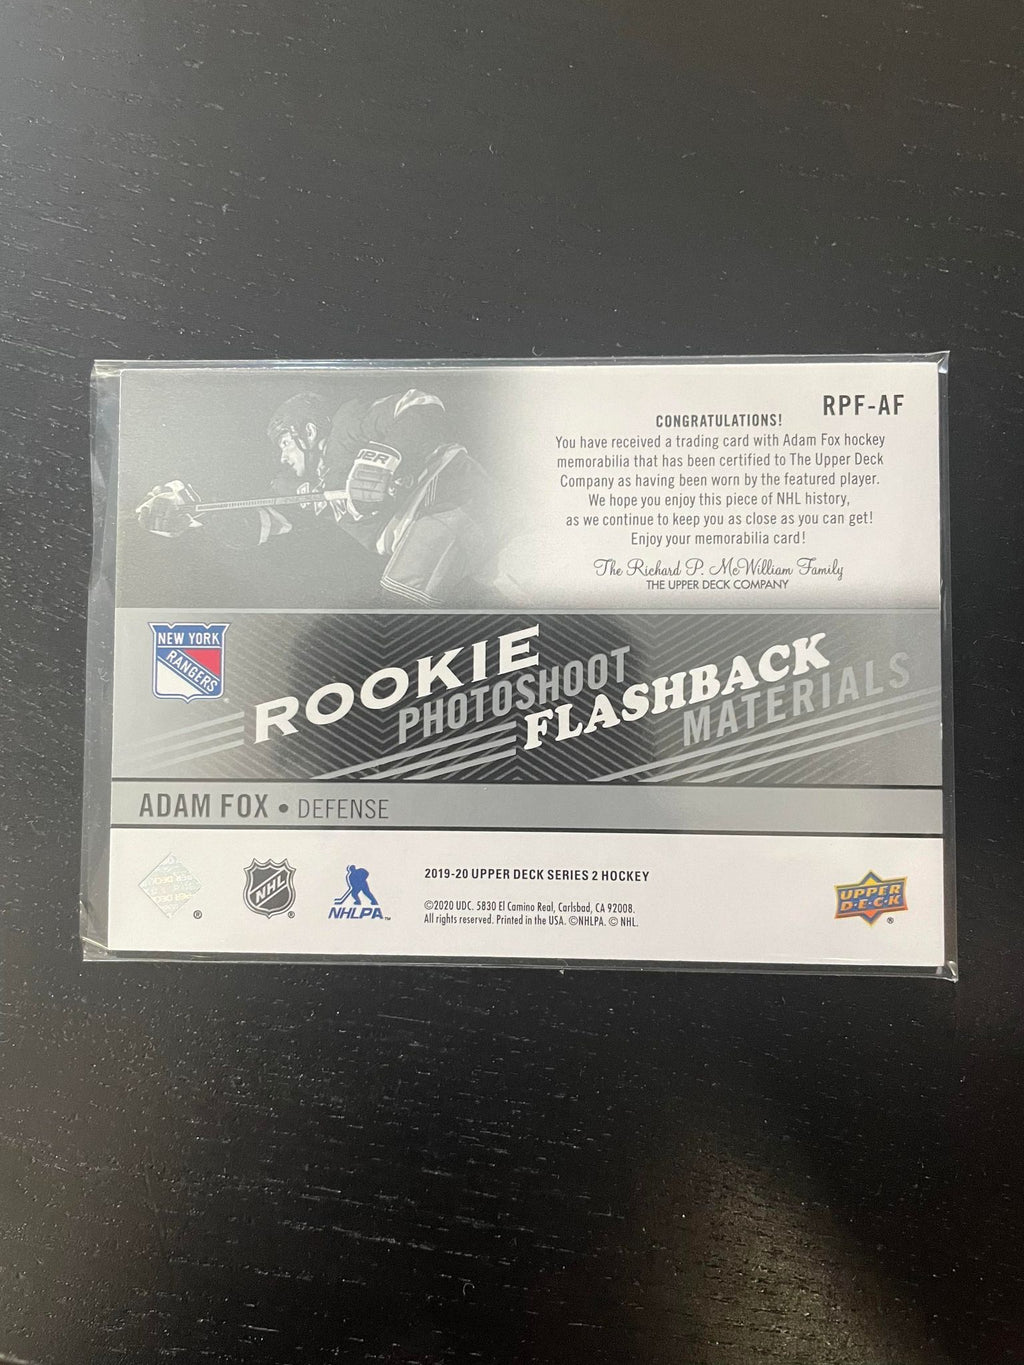 RPF-AF
CONGRATULATIONS!
You have received a trading card with Adam Fox hockey
memorabilia that has been certified to The Upper Deck
Company as having been worn by the featured player.
We hope you enjoy this piece of NHL history,
as we continue to keep you as close as you can get!
Enjoy your memorabilia card!
The Richard P. McWilliam Family
THE UPPER DECK COMPANY
NEW YORK
RANGERS
ROOKIE
PHOTOSHOOT
FLASHBACK
MATERIALS
ADAM FOX • DEFENSE
®
NHL
®
NHLPA™
2019-20 UPPER DECK SERIES 2 HOCKEY
©2020 UDC. 5830 El Camino Real, Carlsbad, CA 92008.
All rights reserved. Printed in the USA. ©NHLPA. © NHL.
UPPER
D·E·C·K
®